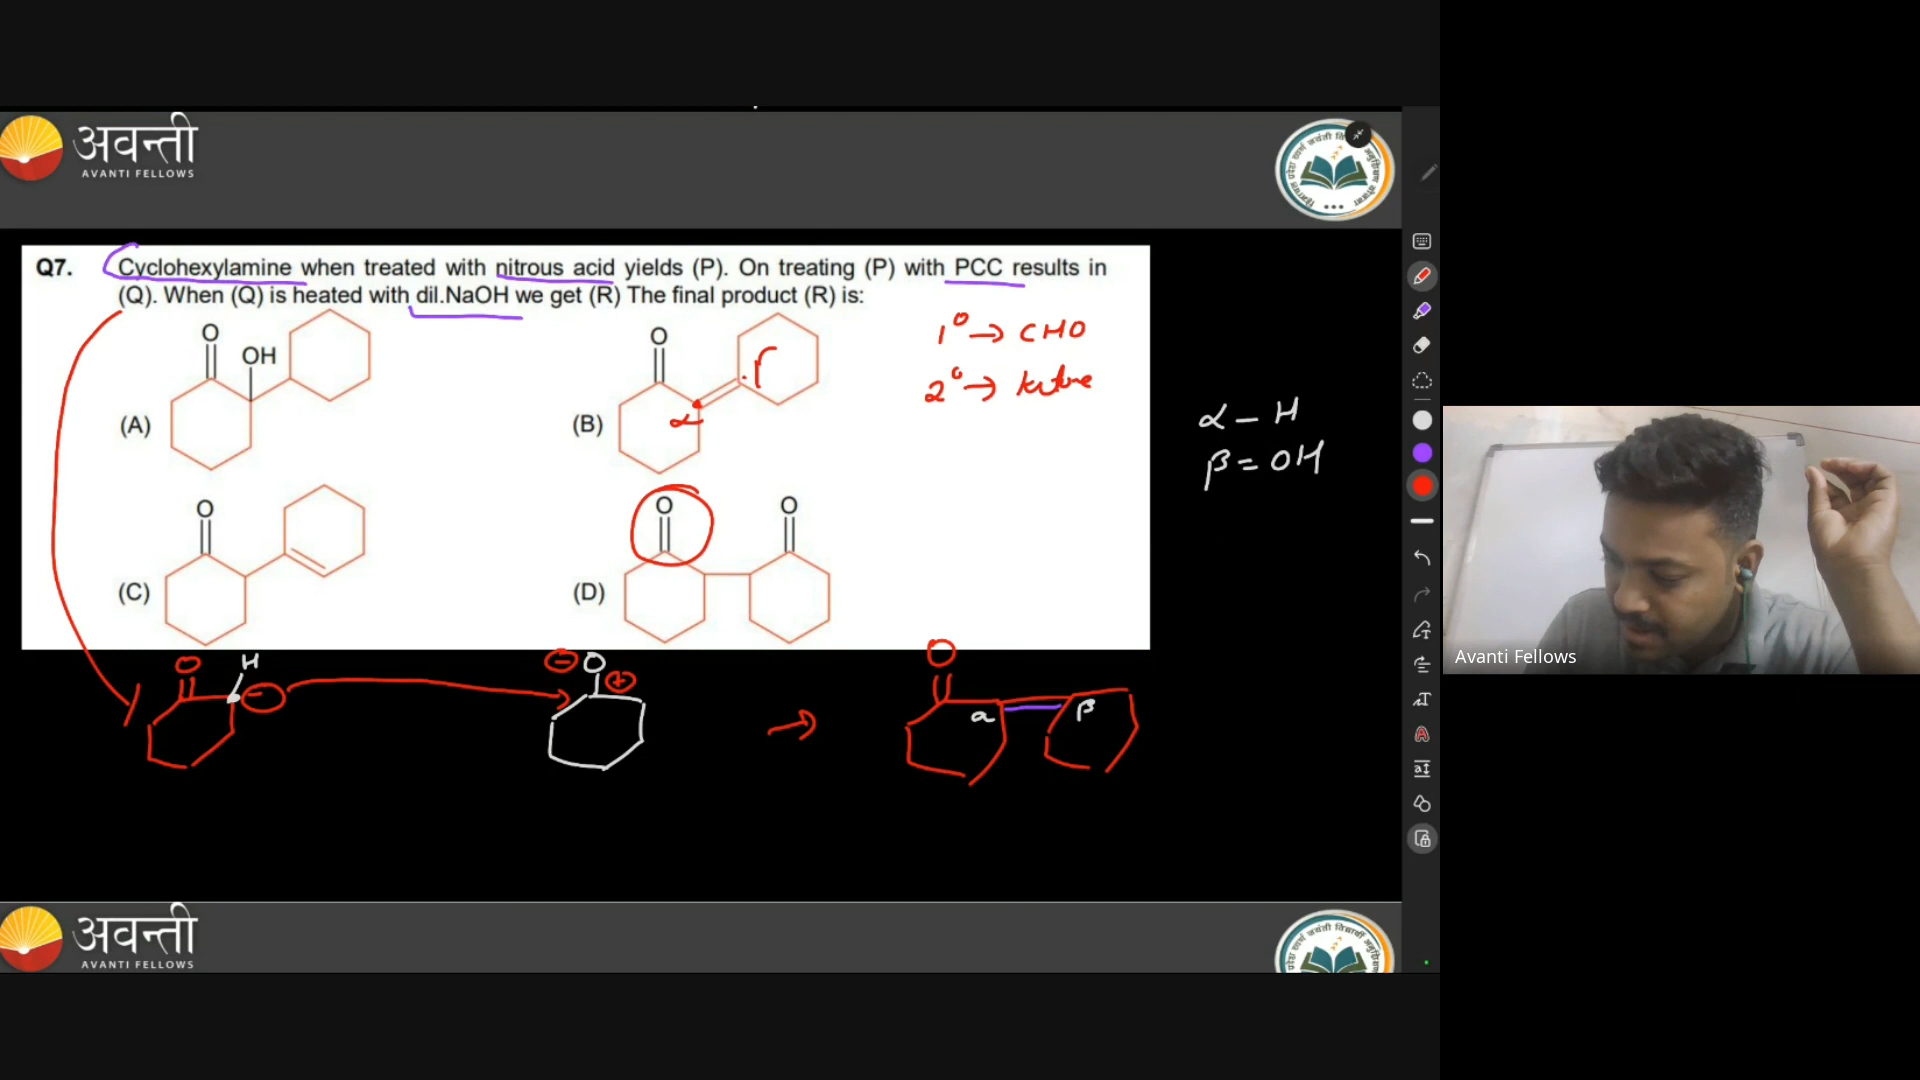 अवन्ती
AVANTI FELLOWS
Q7. Cyclohexylamine when treated with nitrous acid yields (P). On treating (P) with PCC results in
(Q). When (Q) is heated with dil.NaOH we get (R) The final product (R) is:
O
OH
(A)
O
α
(B)
1° → CHO
2° → ketone
α – H
β = OH
O
(C)
O O
(D)
O H
−
− O
+
→
O
α β
Avanti Fellows
अवन्ती
AVANTI FELLOWS